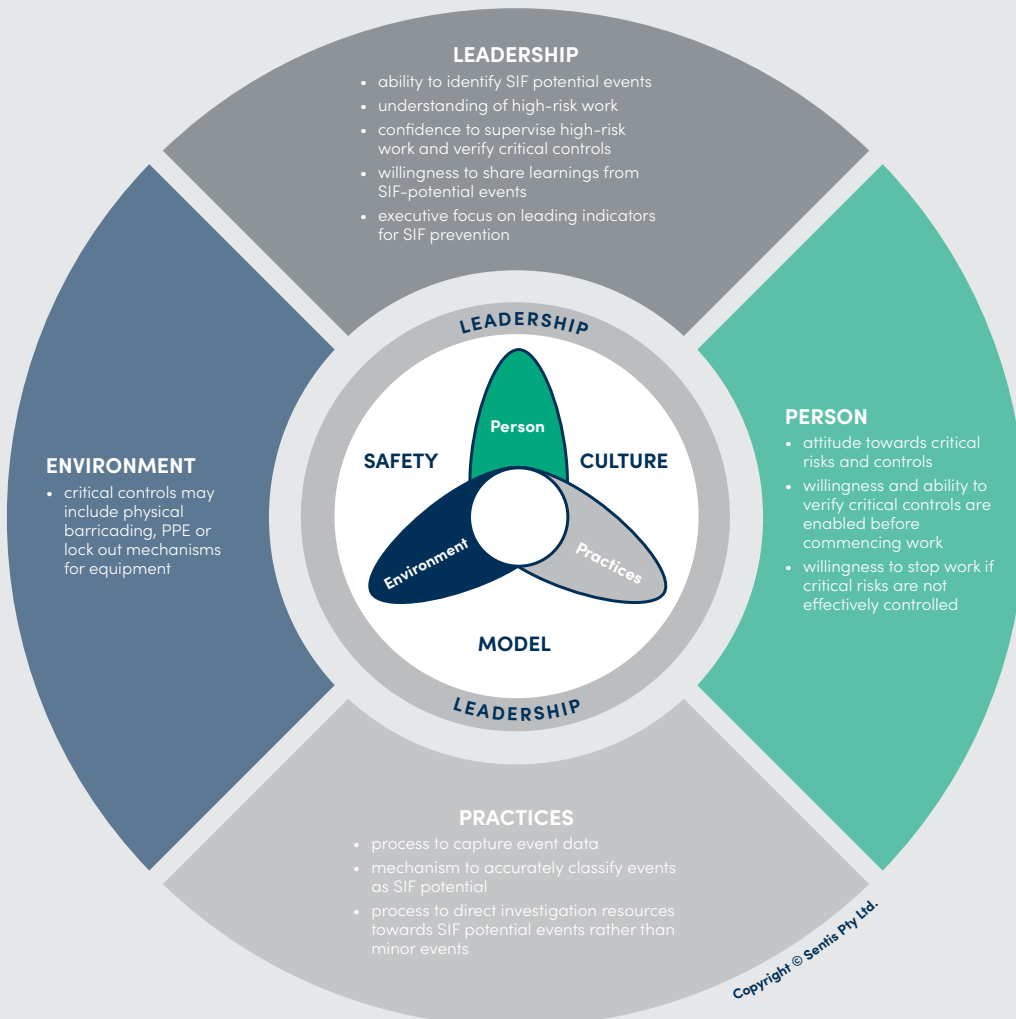 LEADERSHIP
• ability to identify SIF potential events
• understanding of high-risk work
• confidence to supervise high-risk
work and verify critical controls
• willingness to share learnings from
SIF-potential events
• executive focus on leading indicators
for SIF prevention
ENVIRONMENT
• critical controls may
include physical
barricading, PPE or
lock out mechanisms
for equipment
LEADERSHIP
Person
SAFETY
CULTURE
Environment
Practices
MODEL
LEADERSHIP
PERSON
• attitude towards critical
risks and controls
• willingness and ability to
verify critical controls are
enabled before
commencing work
• willingness to stop work if
critical risks are not
effectively controlled
PRACTICES
• process to capture event data
• mechanism to accurately classify events
as SIF potential
• process to direct investigation resources
towards SIF potential events rather than
minor events
Copyright © Sentis Pty Ltd.